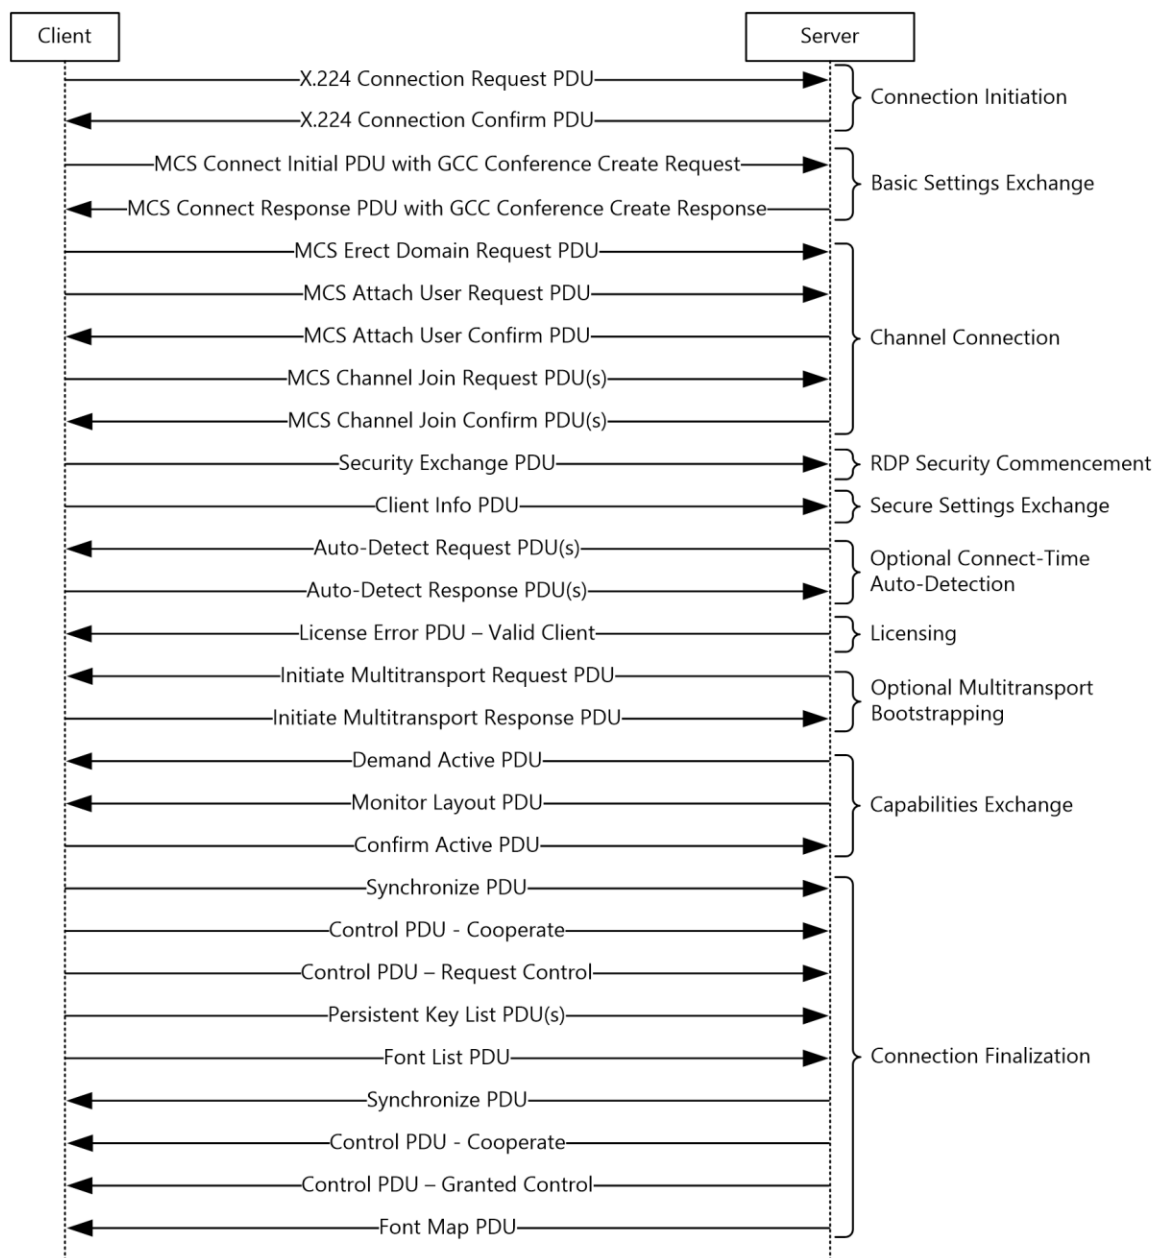 Client
Server
X.224 Connection Request PDU
Connection Initiation
X.224 Connection Confirm PDU
MCS Connect Initial PDU with GCC Conference Create Request
Basic Settings Exchange
MCS Connect Response PDU with GCC Conference Create Response
MCS Erect Domain Request PDU
MCS Attach User Request PDU
MCS Attach User Confirm PDU
Channel Connection
MCS Channel Join Request PDU(s)
MCS Channel Join Confirm PDU(s)
Security Exchange PDU
RDP Security Commencement
Client Info PDU
Secure Settings Exchange
Auto-Detect Request PDU(s)
Optional Connect-Time
Auto-Detection
Auto-Detect Response PDU(s)
License Error PDU – Valid Client
Licensing
Initiate Multitransport Request PDU
Optional Multitransport
Bootstrapping
Initiate Multitransport Response PDU
Demand Active PDU
Monitor Layout PDU
Capabilities Exchange
Confirm Active PDU
Synchronize PDU
Control PDU - Cooperate
Control PDU – Request Control
Persistent Key List PDU(s)
Font List PDU
Connection Finalization
Synchronize PDU
Control PDU - Cooperate
Control PDU – Granted Control
Font Map PDU